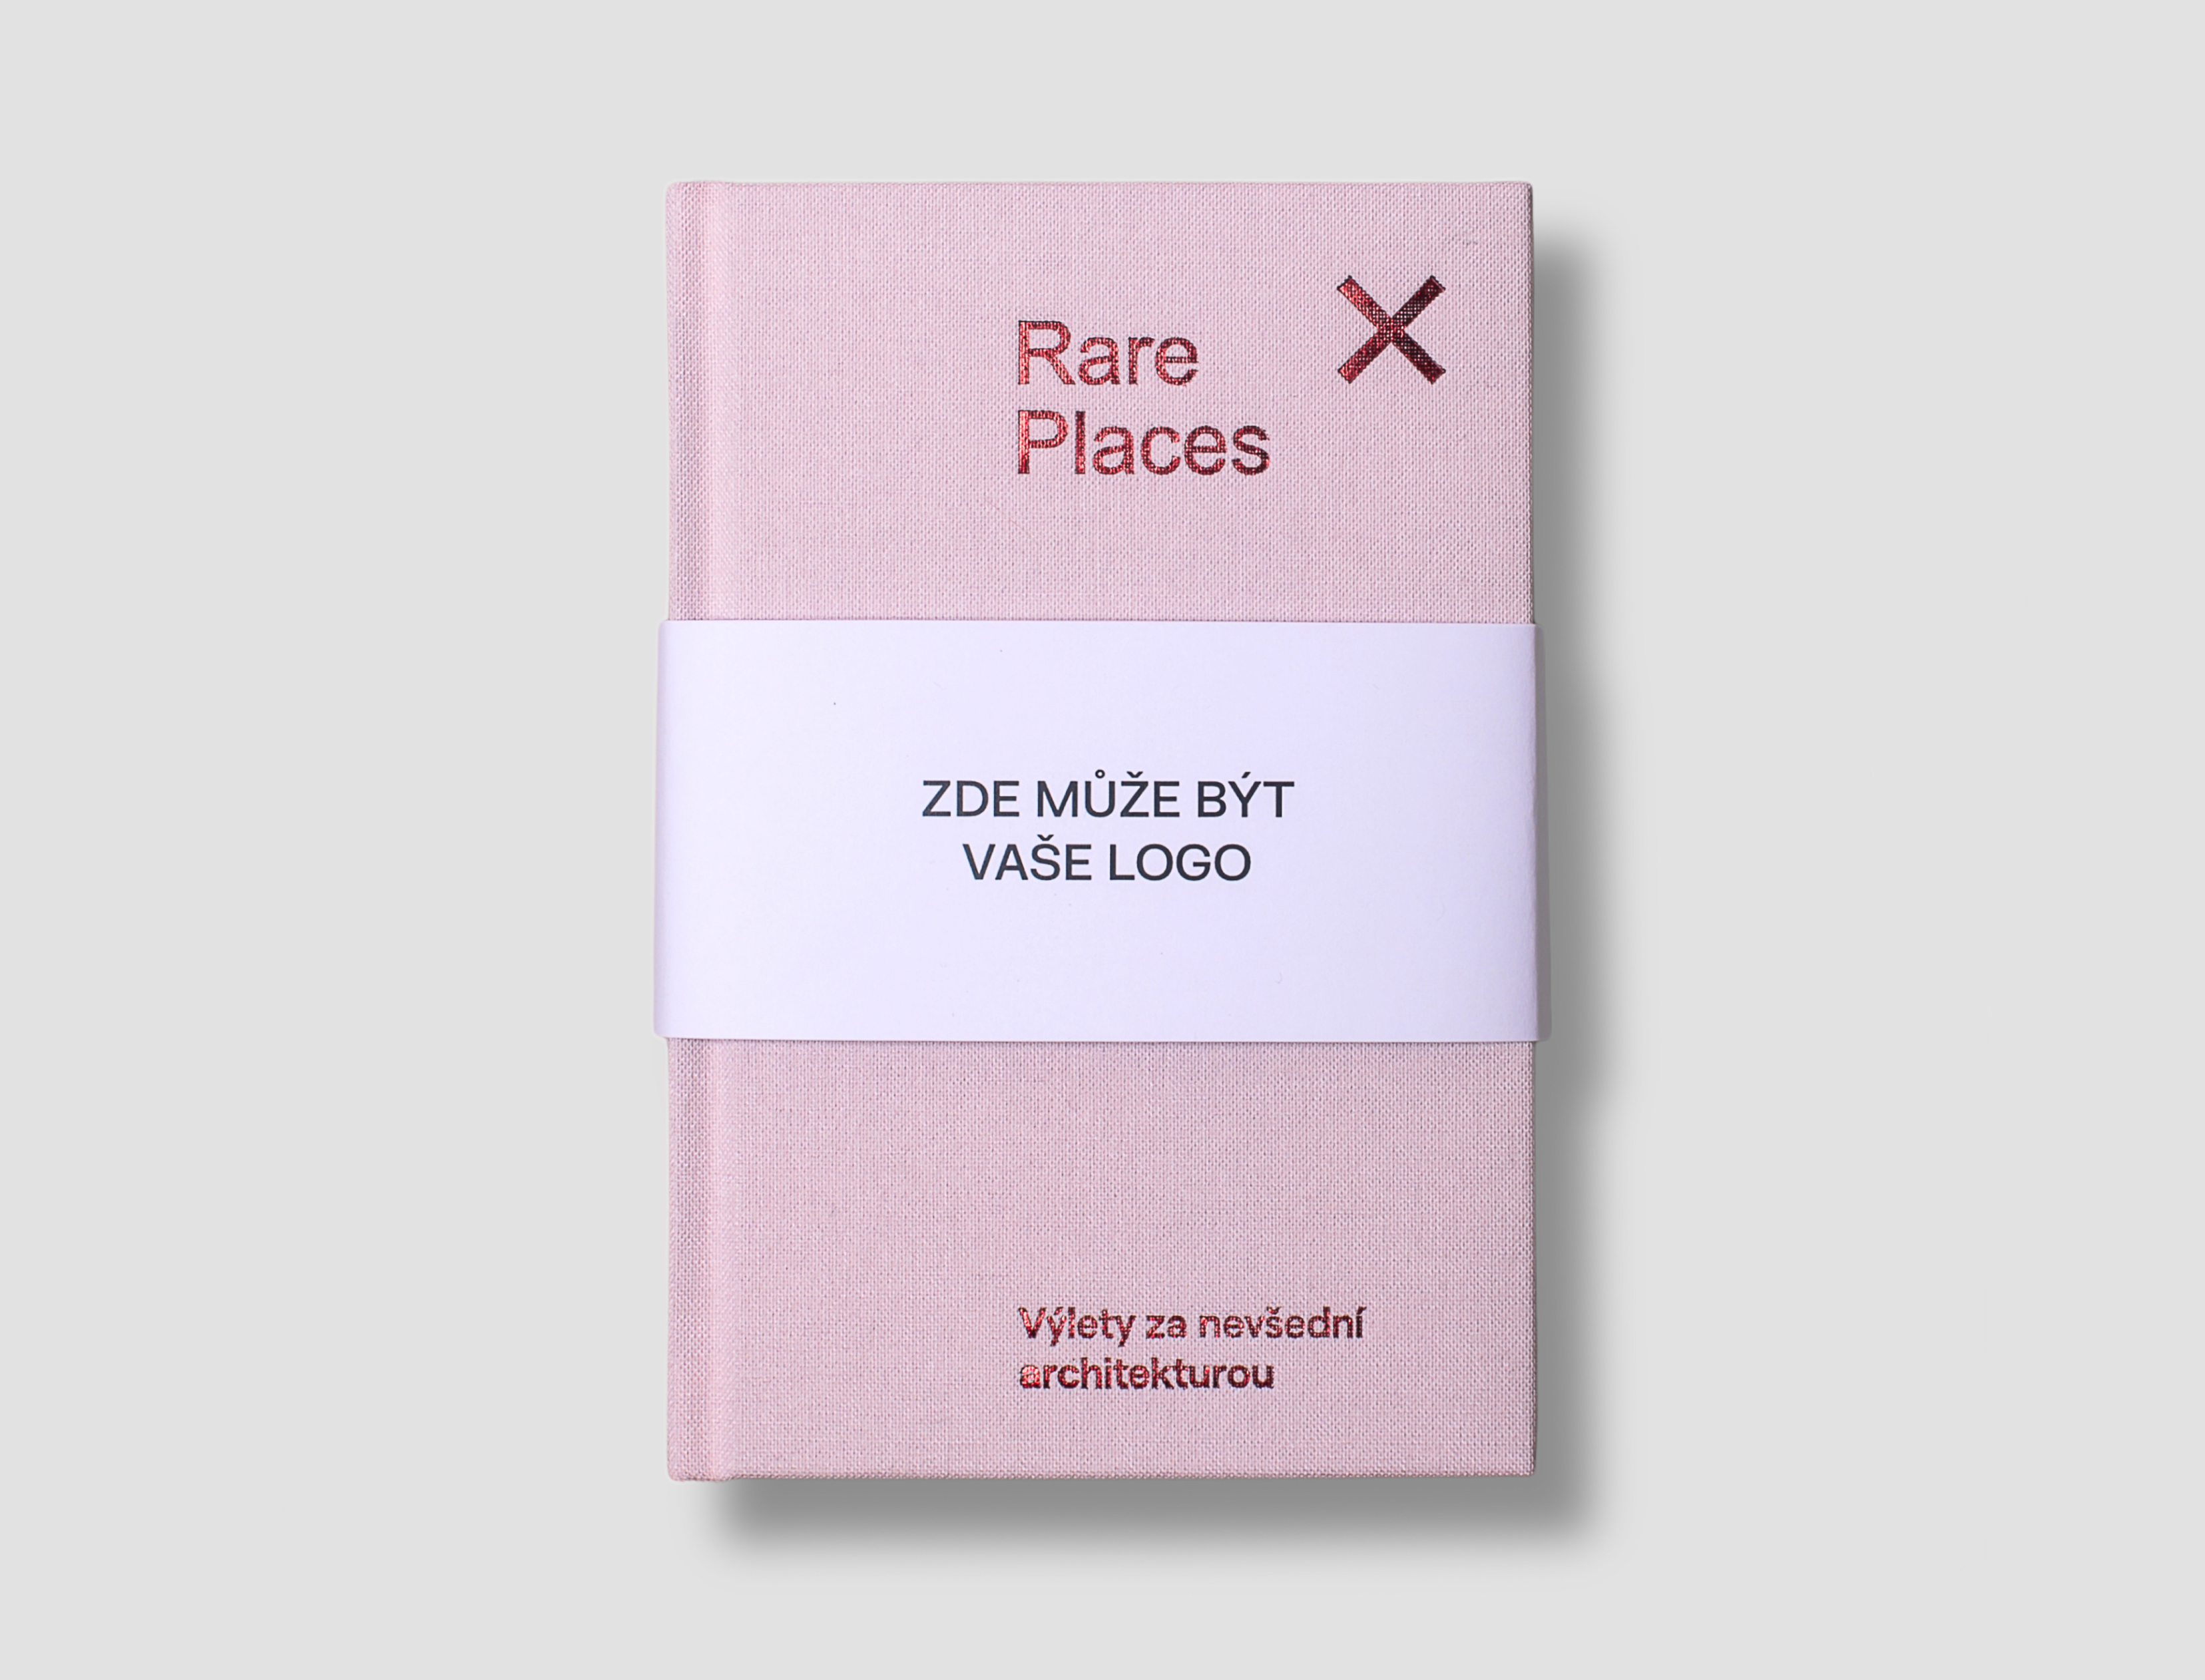 Rare
Places
ZDE MŮŽE BÝT
VAŠE LOGO
Výlety za nevšední
architekturou